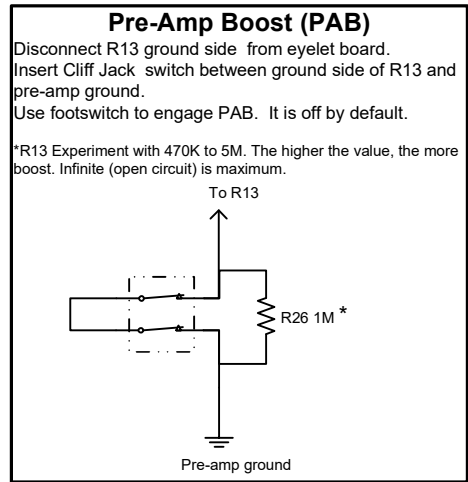 Pre-Amp Boost (PAB)
Disconnect R13 ground side from eyelet board.
Insert Cliff Jack switch between ground side of R13 and
pre-amp ground.
Use footswitch to engage PAB. It is off by default.
*R13 Experiment with 470K to 5M. The higher the value, the more
boost. Infinite (open circuit) is maximum.
To R13
R26 1M *
Pre-amp ground